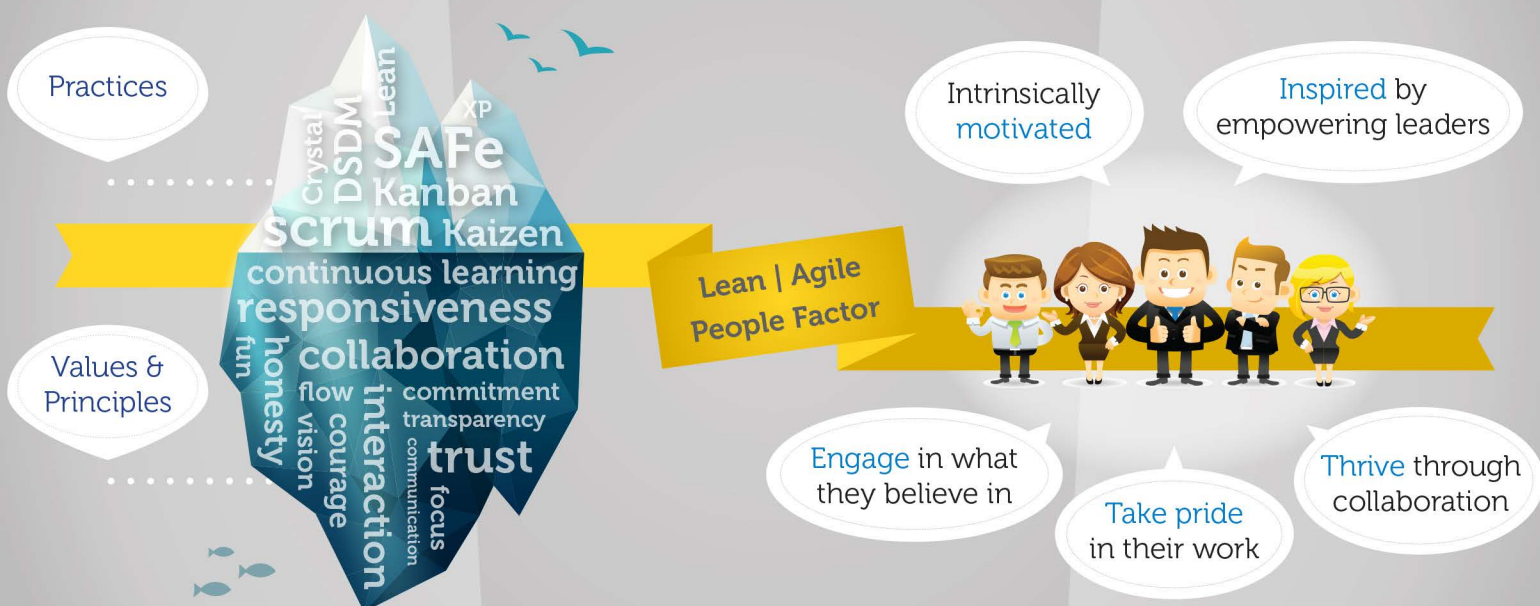 Practices
Lean
XP
Crystal
DSDM
SAFe
Kanban
scrum
Kaizen
continuous learning
responsiveness
fun
honesty
collaboration
flow
interaction
commitment
transparency
vision
courage
communication
trust
focus
Values &
Principles
Lean | Agile
People Factor
Intrinsically
motivated
Inspired by
empowering leaders
Engage in what
they believe in
Take pride
in their work
Thrive through
collaboration